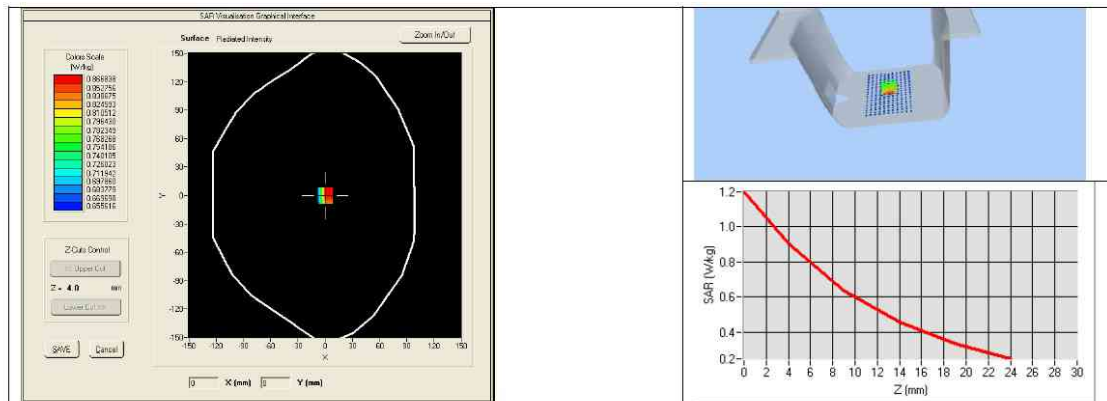 SAR Visualisation Graphical Interface
Surface Radiated Intensity
Zoom In/Out
Colors Scale
(W/kg)
0.866838
0.852756
0.838675
0.824593
0.810512
0.796430
0.782349
0.768268
0.754186
0.740105
0.726023
0.711942
0.697860
0.683779
0.669698
0.655616
150
120
90
60
30
0
-30
-60
-90
-120
-150
Y
-150 -120 -90 -60 -30 0 30 60 90 120 150
X
Z-Cuts Control
<< Upper Cut
Z = 4.0 mm
Lower Cut >>
SAVE Cancel
0 X (mm) 0 Y (mm)
1.2
1.0
0.8
0.6
0.4
0.2
SAR (W/kg)
0 2 4 6 8 10 12 14 16 18 20 22 24 26 28 30
Z (mm)